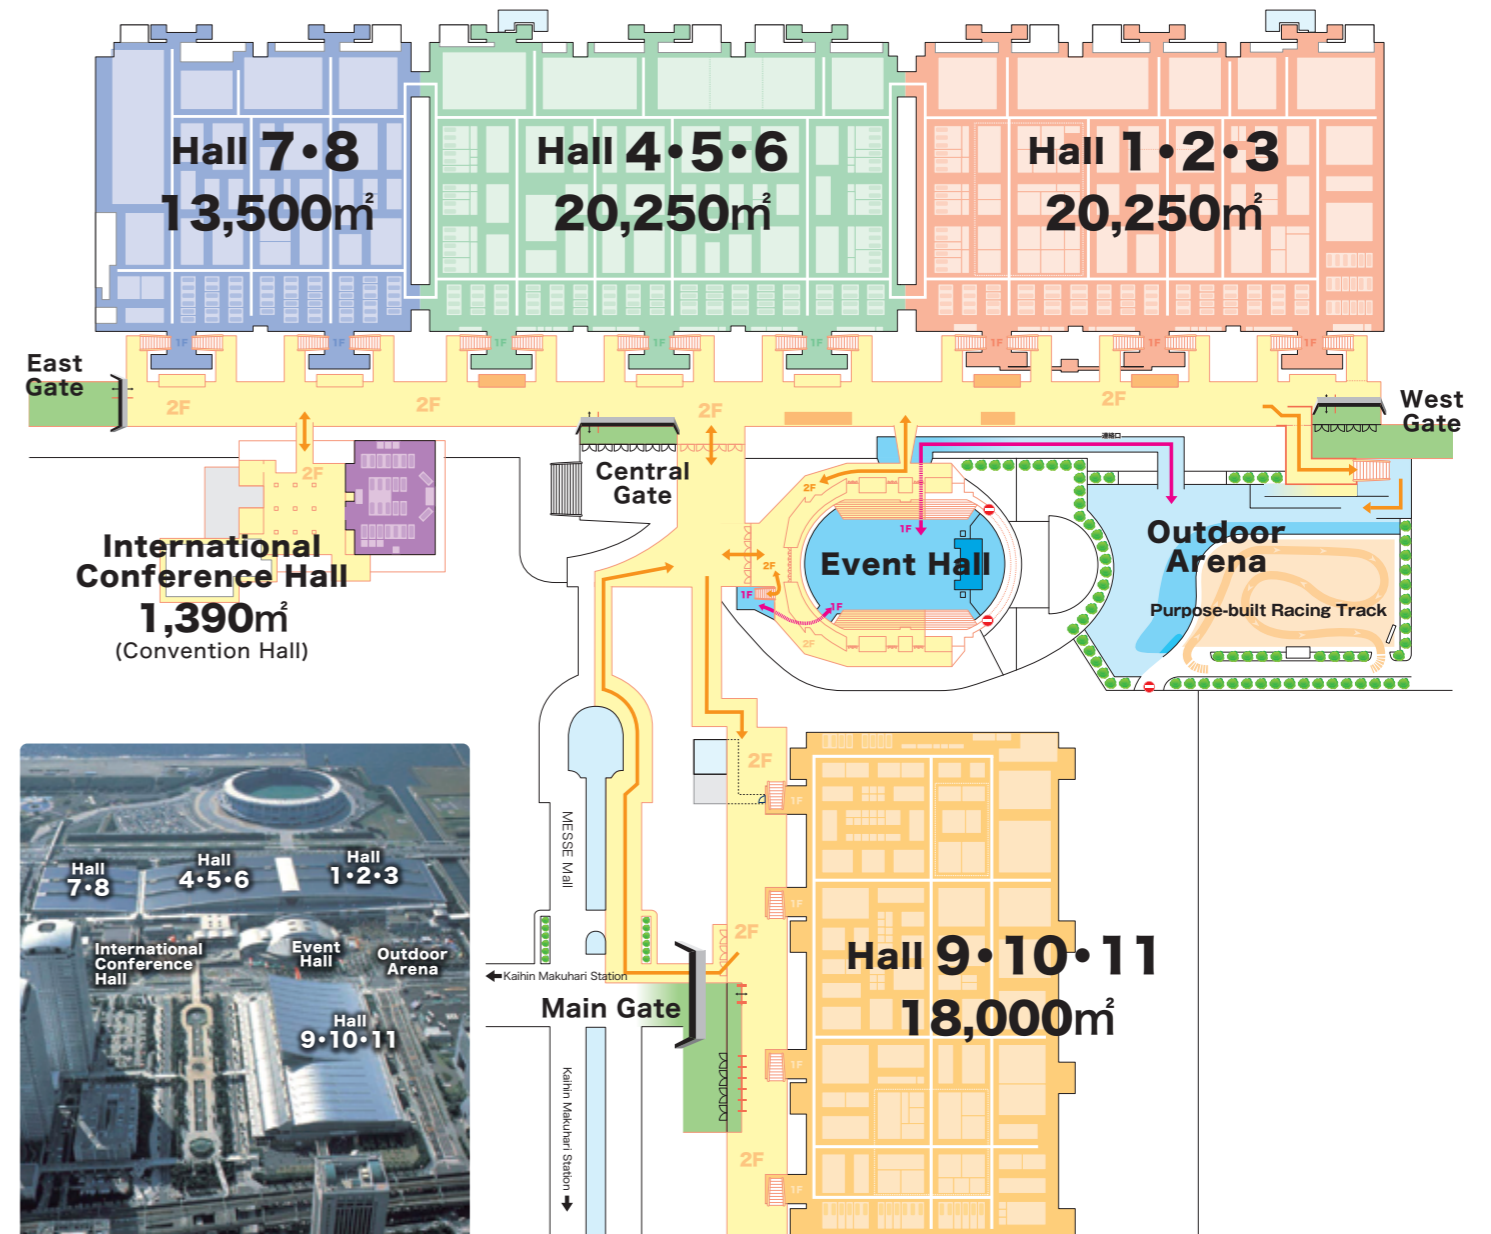 Hall 7・8
13,500㎡
Hall 4・5・6
20,250㎡
Hall 1・2・3
20,250㎡
1F
1F
1F
1F
1F
1F
1F
1F
East
Gate
2F
2F
2F
2F
West
Gate
連絡口
2F
Central
Gate
2F
1F
International
Conference Hall
1,390㎡
(Convention Hall)
Event Hall
2F
1F
1F
2F
Outdoor
Arena
Purpose-built Racing Track
2F
1F
MESSE Mall
1F
2F
Hall 9・10・11
18,000㎡
Kaihin Makuhari Station
Main Gate
1F
Kaihin Makuhari Station
2F
1F
Hall
7・8
Hall
4・5・6
Hall
1・2・3
International
Conference
Hall
Event
Hall
Outdoor
Arena
Hall
9・10・11